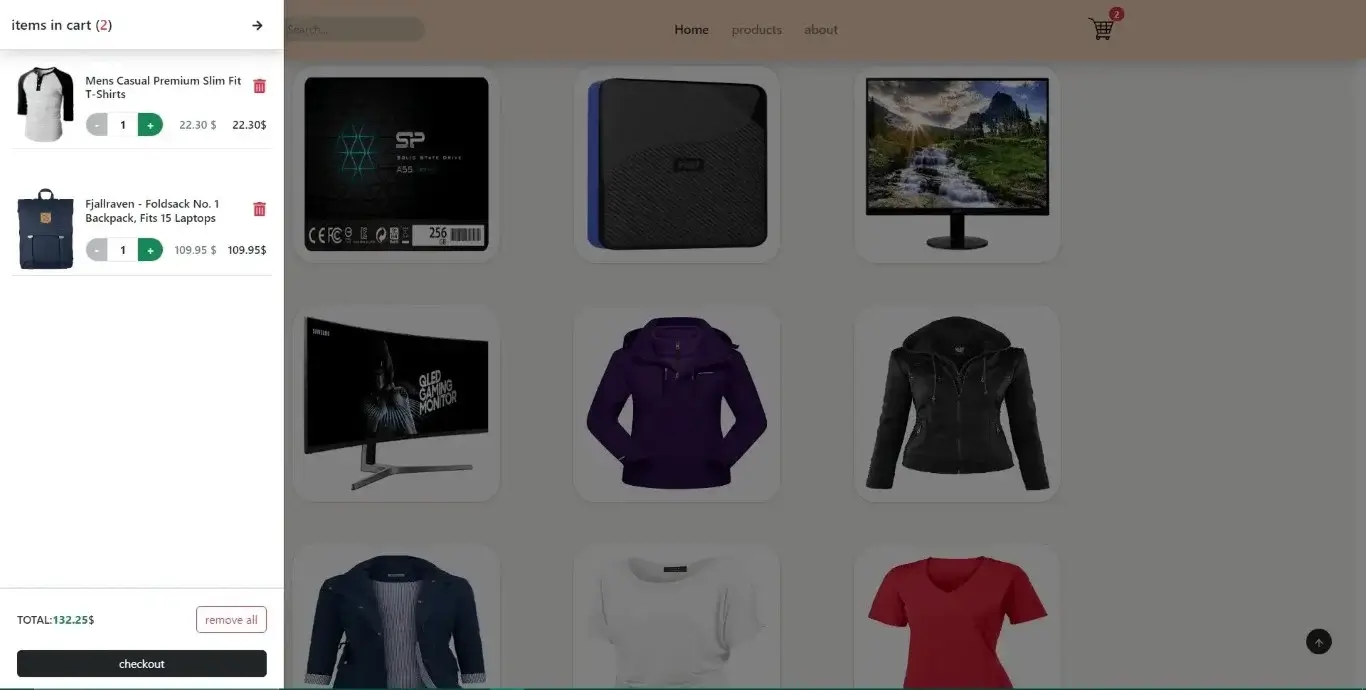 items in cart (2)
Search...
Home
products
about
2
Mens Casual Premium Slim Fit
T-Shirts
-
1
+
22.30 $
22.30$
Fjallraven - Foldsack No. 1
Backpack, Fits 15 Laptops
-
1
+
109.95 $
109.95$
SP
SOLID STATE DRIVE
A55
256
SAMSUNG
QLED
GAMING
MONITOR
TOTAL:132.25$
remove all
checkout